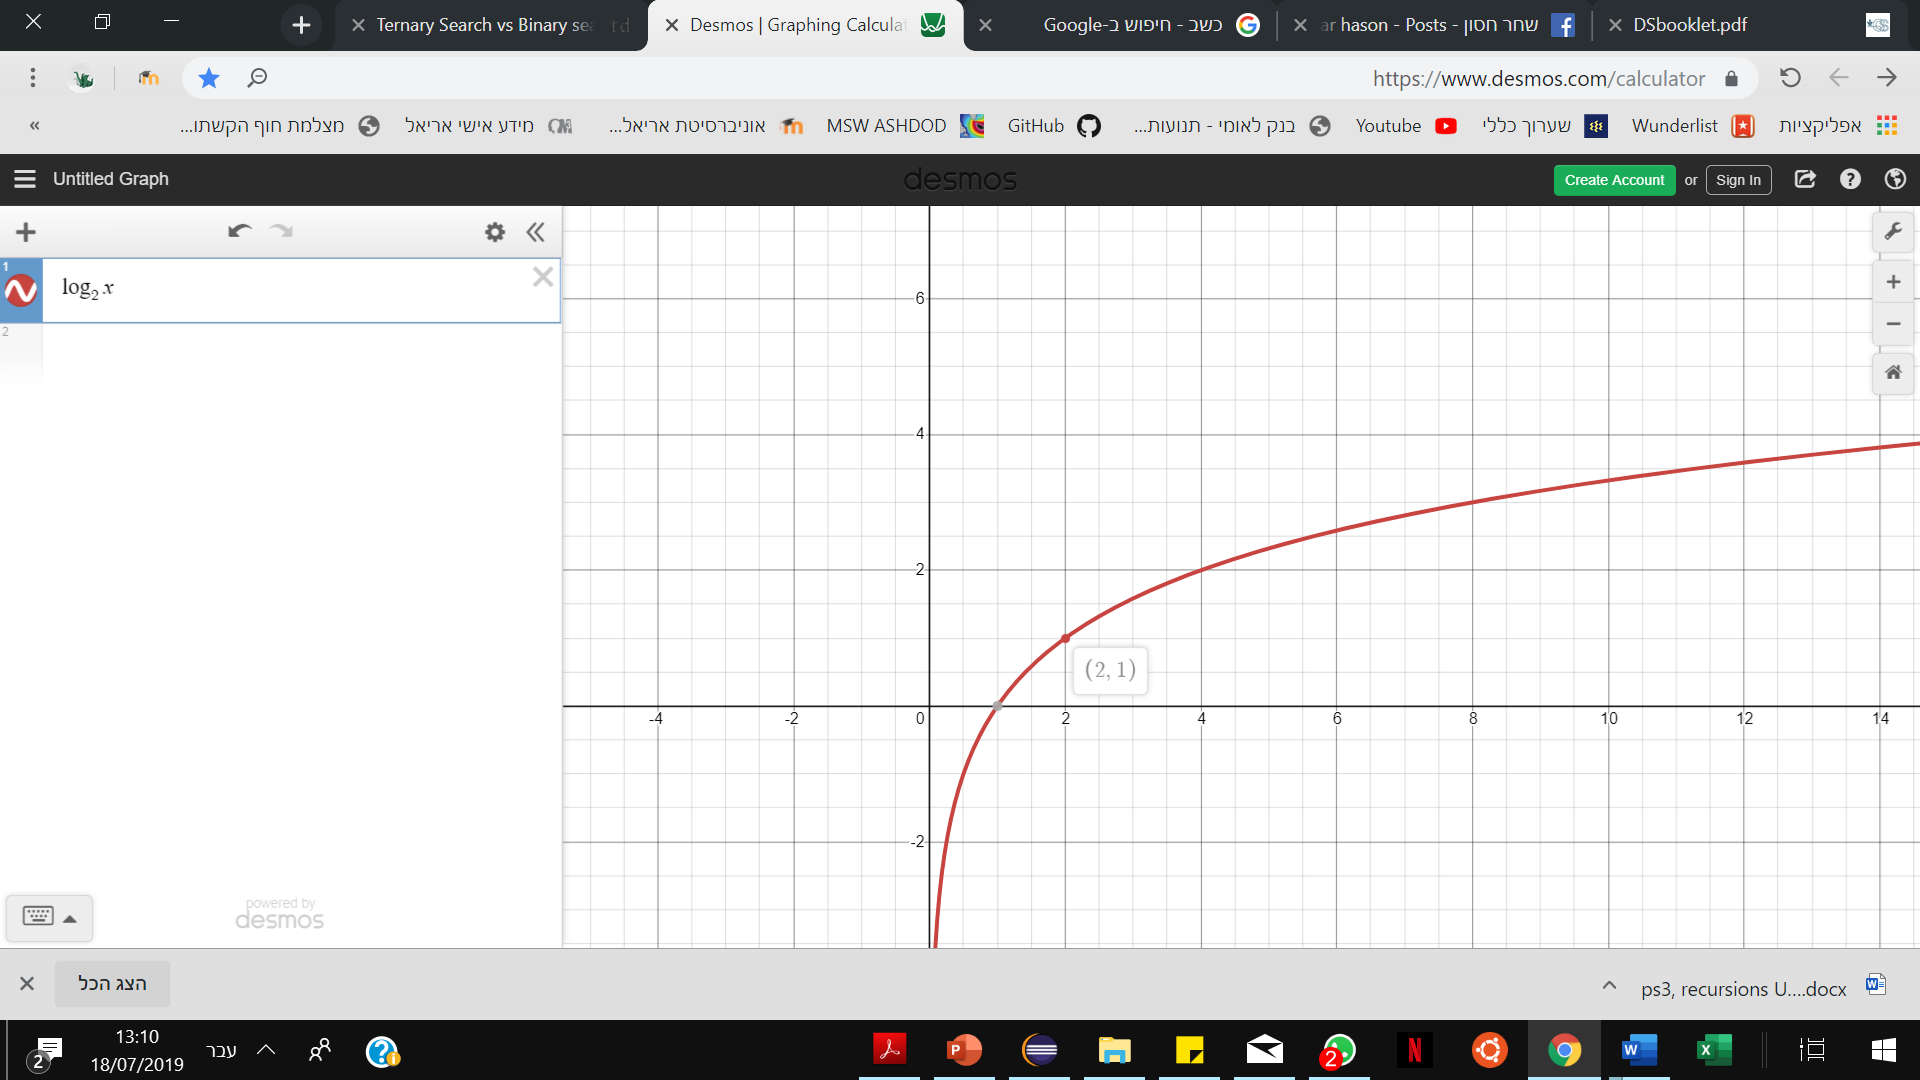 Ternary Search vs Binary se
Desmos | Graphing Calcula
כשב - חיפוש ב-Google
ar hason - Posts - שחר חסון
DSbooklet.pdf
https://www.desmos.com/calculator
אפליקציות
Wunderlist
שערוך כללי
Youtube
בנק לאומי - תנועות...
GitHub
MSW ASHDOD
אוניברסיטת אריאל...
מידע אישי אריאל
מצלמת חוף הקשתו...
«
Untitled Graph
desmos
Create Account or Sign In
1
log₂ x
2
powered by
desmos
6
4
2
-2
-4 -2 0 2 4 6 8 10 12 14
(2, 1)
הצג הכל
ps3, recursions U....docx
2
13:10
18/07/2019
עבר
2